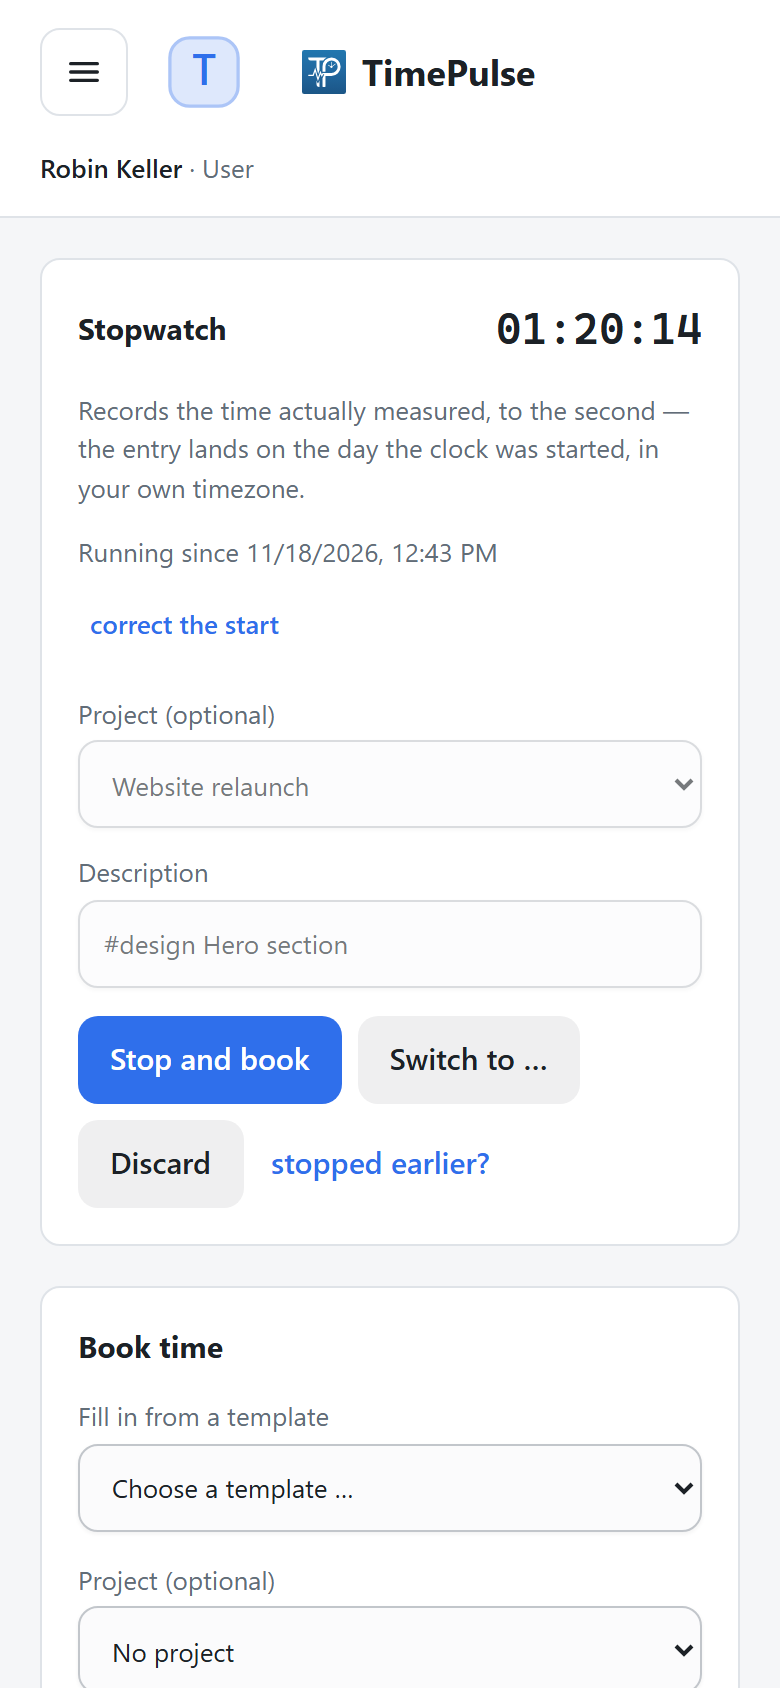 T
TP TimePulse
Robin Keller · User
Stopwatch
01:20:14
Records the time actually measured, to the second —
the entry lands on the day the clock was started, in
your own timezone.
Running since 11/18/2026, 12:43 PM
correct the start
Project (optional)
Website relaunch
Description
#design Hero section
Stop and book
Switch to ...
Discard
stopped earlier?
Book time
Fill in from a template
Choose a template ...
Project (optional)
No project